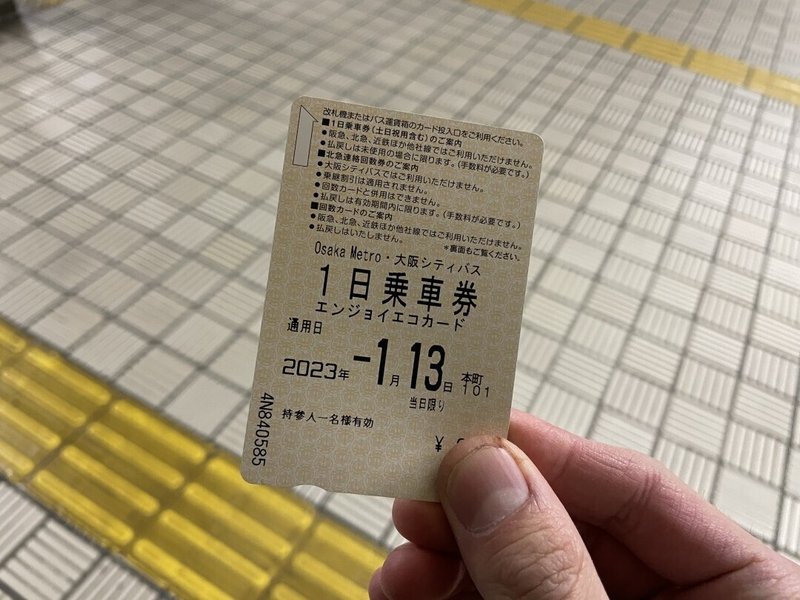 改札機またはバス運賃箱のカード投入口をご利用ください。
■1日乗車券(土日祝用含む)のご案内
●阪急、北急、近鉄ほか他社線ではご利用いただけません。
●払戻しは未使用の場合に限ります。(手数料が必要です。)
■北急連絡回数券のご案内
●大阪シティバスではご利用いただけません。
●乗継割引は適用されません。
●回数カードと併用はできません。
●払戻しは有効期間内に限ります。(手数料が必要です。)
■回数カードのご案内
●阪急、北急、近鉄ほか他社線ではご利用いただけません。
●払戻しはいたしません。
*裏面もご覧ください。
Osaka Metro・大阪シティバス
1日乗車券
エンジョイエコカード
通用日
2023年 -1月13日 本町
101
当日限り
持参人一名様有効
¥
4N840585